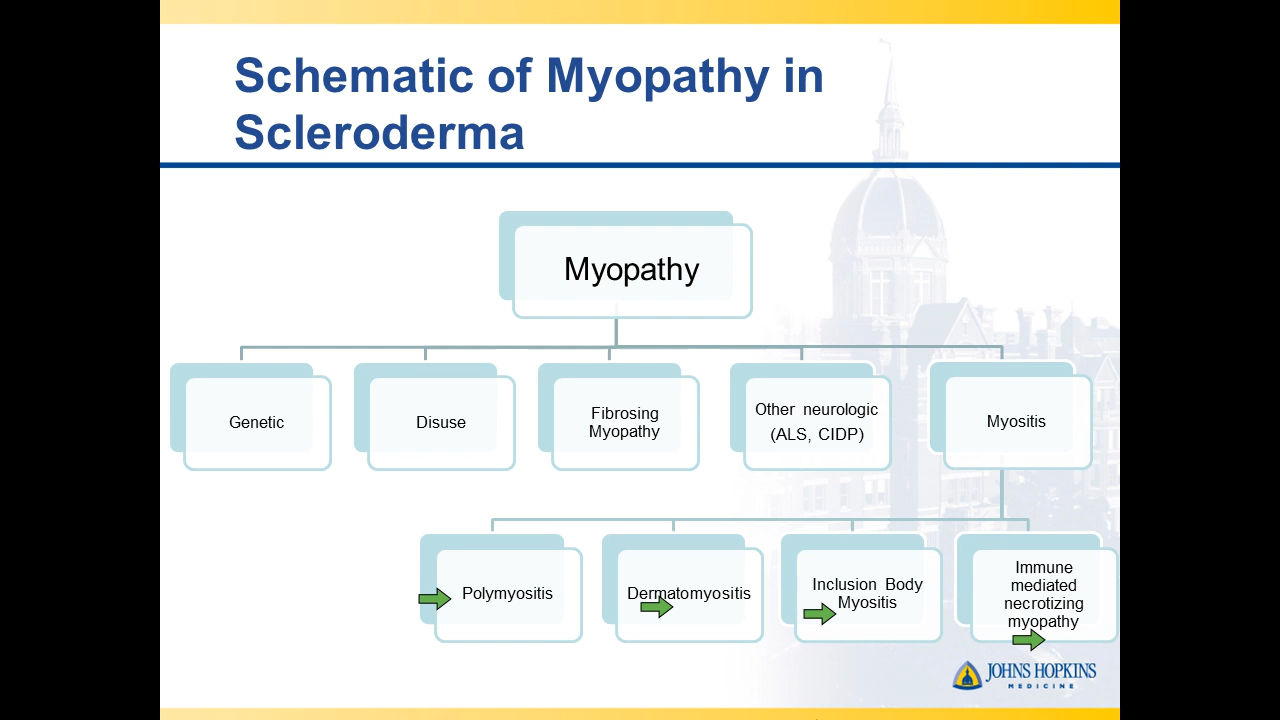 Schematic of Myopathy in
Scleroderma
Myopathy
Genetic
Disuse
Fibrosing
Myopathy
Other neurologic
(ALS, CIDP)
Myositis
Polymyositis
Dermatomyositis
Inclusion Body
Myositis
Immune
mediated
necrotizing
myopathy
JOHNS HOPKINS
MEDICINE